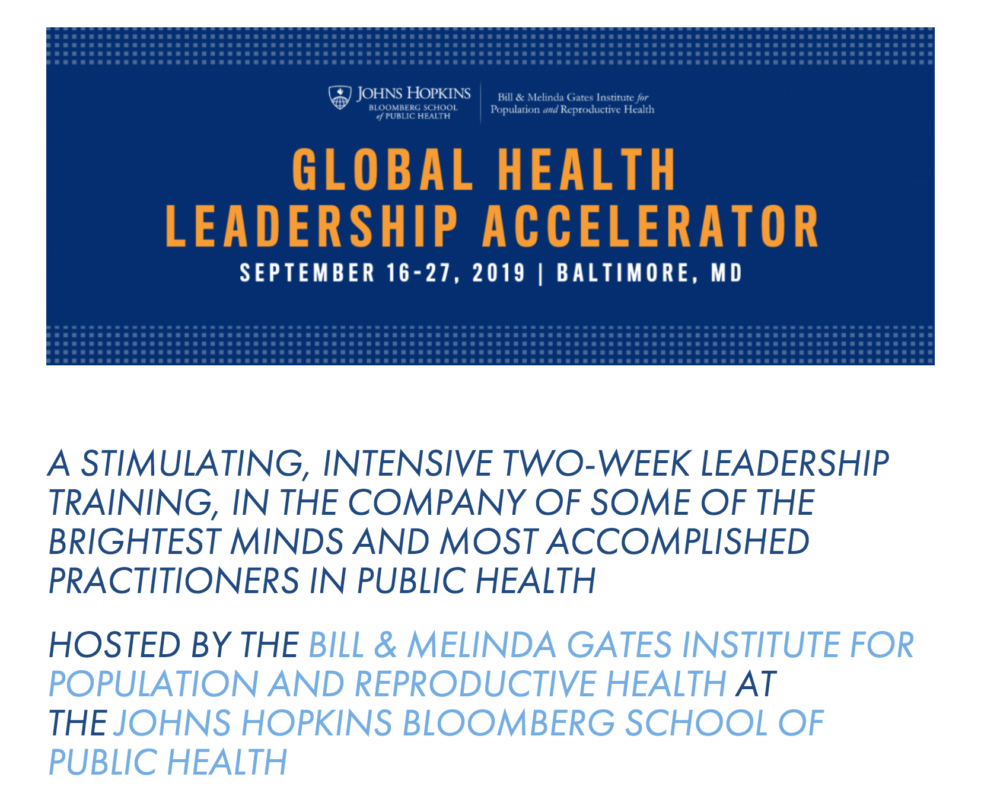 JOHNS HOPKINS
BLOOMBERG SCHOOL
of PUBLIC HEALTH
Bill & Melinda Gates Institute for
Population and Reproductive Health
GLOBAL HEALTH
LEADERSHIP ACCELERATOR
SEPTEMBER 16-27, 2019 | BALTIMORE, MD
A STIMULATING, INTENSIVE TWO-WEEK LEADERSHIP
TRAINING, IN THE COMPANY OF SOME OF THE
BRIGHTEST MINDS AND MOST ACCOMPLISHED
PRACTITIONERS IN PUBLIC HEALTH
HOSTED BY THE BILL & MELINDA GATES INSTITUTE FOR
POPULATION AND REPRODUCTIVE HEALTH AT
THE JOHNS HOPKINS BLOOMBERG SCHOOL OF
PUBLIC HEALTH